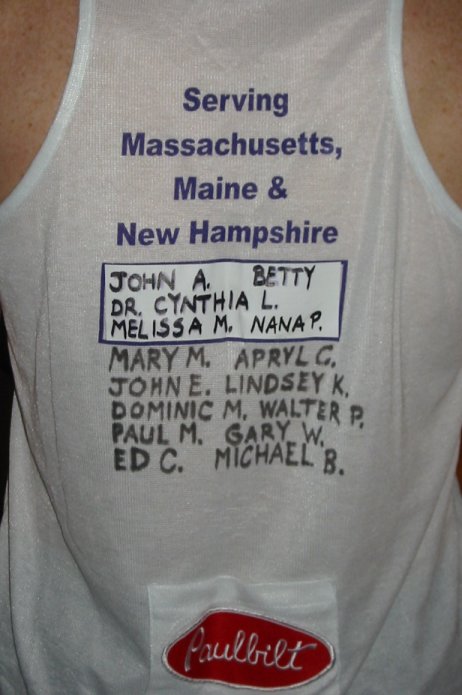 Serving
Massachusetts,
Maine &
New Hampshire
JOHN A. BETTY
DR. CYNTHIA L.
MELISSA M. NANA P.
MARY M. APRYL C.
JOHN E. LINDSEY K.
DOMINIC M. WALTER P.
PAUL M. GARY W.
ED C. MICHAEL B.
Paulbilt